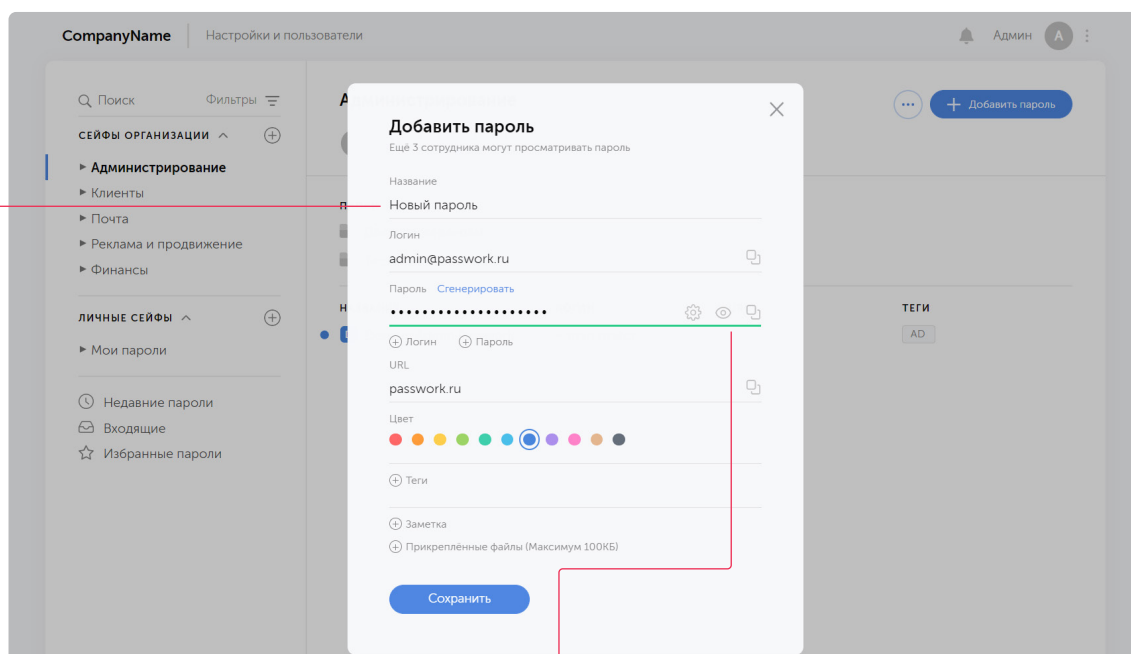 CompanyName Настройки и пользователи Админ А
Поиск Фильтры
Добавить пароль
СЕЙФЫ ОРГАНИЗАЦИИ
Администрирование
Клиенты
Почта
Реклама и продвижение
Финансы
ЛИЧНЫЕ СЕЙФЫ
Мои пароли
Недавние пароли
Входящие
Избранные пароли
Добавить пароль
Ещё 3 сотрудника могут просматривать пароль
Название
Новый пароль
Логин
admin@passwork.ru
Пароль Сгенерировать
••••••••••••••••••••
Логин Пароль
URL
passwork.ru
Цвет
Теги
Заметка
Прикреплённые файлы (Максимум 100КБ)
Сохранить
ТЕГИ
AD